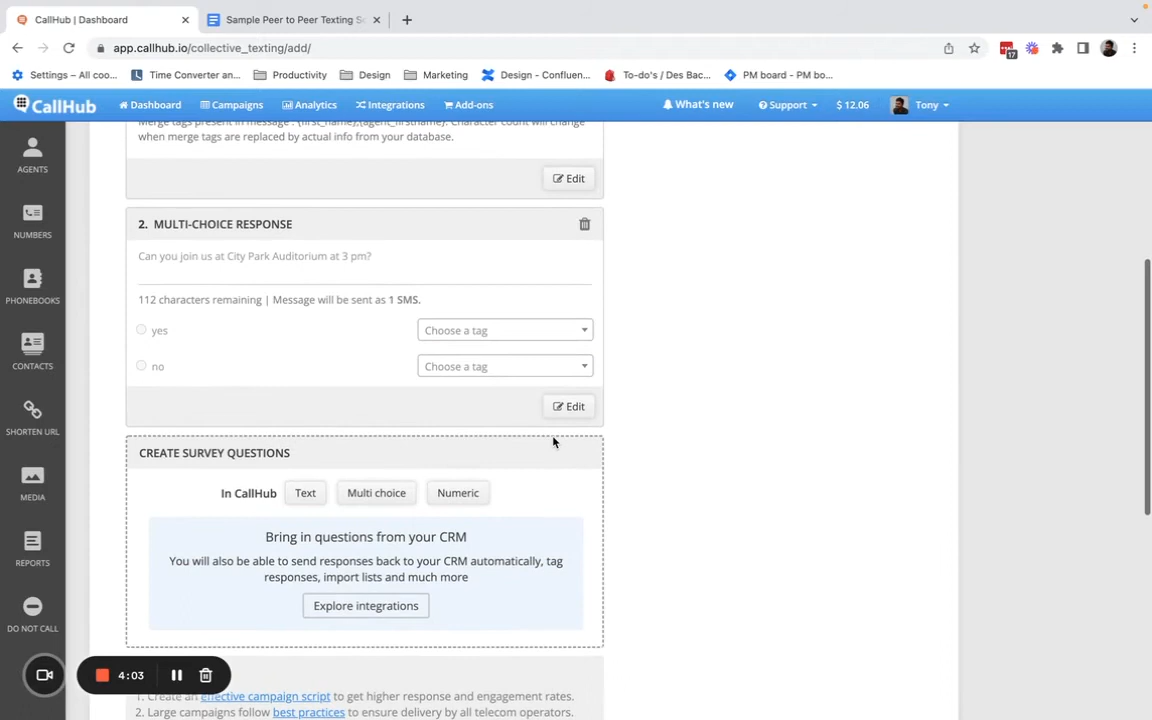 CallHub | Dashboard
Sample Peer to Peer Texting Sc
app.callhub.io/collective_texting/add/
17
Settings – All coo...
Time Converter an...
Productivity
Design
Marketing
Design - Confluen...
To-do's / Des Bac...
PM board - PM bo...
CallHub
Dashboard
Campaigns
Analytics
Integrations
Add-ons
What's new
Support
$ 12.06
Tony
AGENTS
NUMBERS
PHONEBOOKS
CONTACTS
SHORTEN URL
MEDIA
REPORTS
DO NOT CALL
Merge tags present in message : {first_name},{agent_firstname}. Character count will change
when merge tags are replaced by actual info from your database.
Edit
2. MULTI-CHOICE RESPONSE
Can you join us at City Park Auditorium at 3 pm?
112 characters remaining | Message will be sent as 1 SMS.
yes
Choose a tag
no
Choose a tag
Edit
CREATE SURVEY QUESTIONS
In CallHub
Text
Multi choice
Numeric
Bring in questions from your CRM
You will also be able to send responses back to your CRM automatically, tag
responses, import lists and much more
Explore integrations
4:03
1. Create an effective campaign script to get higher response and engagement rates.
2. Large campaigns follow best practices to ensure delivery by all telecom operators.